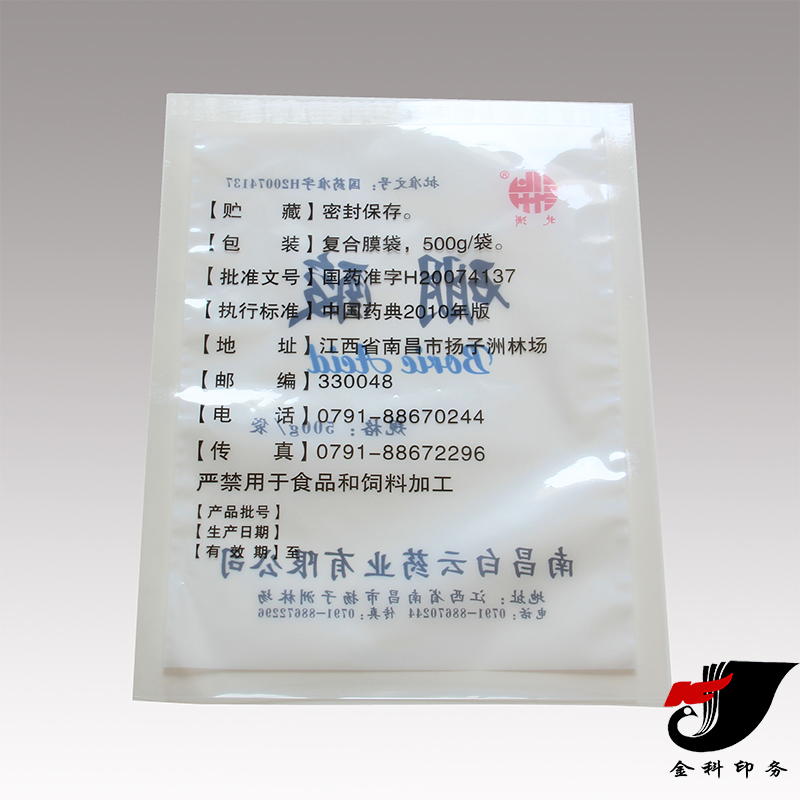 批准文号：国药准字H20074137
®
北洲
【贮 藏】密封保存。
【包 装】复合膜袋，500g/袋。
【批准文号】国药准字H20074137
硼酸
【执行标准】中国药典2010年版
【地 址】江西省南昌市扬子洲林场
Boric Acid
【邮 编】330048
【电 话】0791-88670244
规格：500g/袋
【传 真】0791-88672296
严禁用于食品和饲料加工
【产品批号】
【生产日期】
【有 效 期】至
南昌白云药业有限公司
地址：江西省南昌市扬子洲林场
电话：0791-88670244 传真：0791-88672296
金科印务